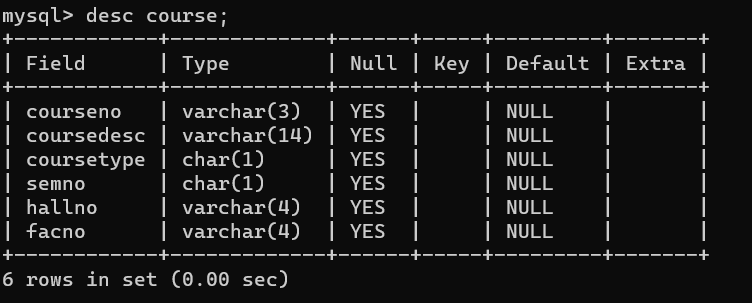 mysql> desc course;
+------------+-------------+------+-----+---------+-------+
| Field      | Type        | Null | Key | Default | Extra |
+------------+-------------+------+-----+---------+-------+
| courseno   | varchar(3)  | YES  |     | NULL    |       |
| coursedesc | varchar(14) | YES  |     | NULL    |       |
| coursetype | char(1)     | YES  |     | NULL    |       |
| semno      | char(1)     | YES  |     | NULL    |       |
| hallno     | varchar(4)  | YES  |     | NULL    |       |
| facno      | varchar(4)  | YES  |     | NULL    |       |
+------------+-------------+------+-----+---------+-------+
6 rows in set (0.00 sec)